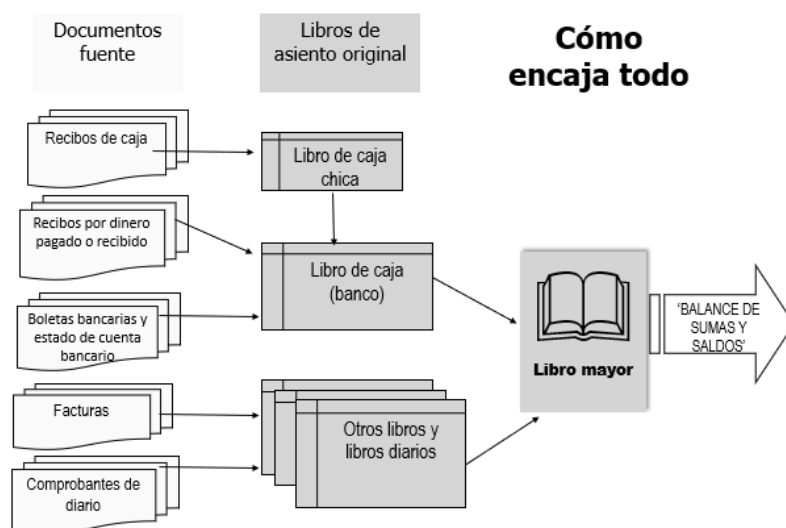 Documentos
fuente
Libros de
asiento original
Cómo
encaja todo
Recibos de caja
Libro de caja
chica
Recibos por dinero
pagado o recibido
Libro de caja
(banco)
Boletas bancarias y
estado de cuenta
bancario
Libro mayor
'BALANCE DE
SUMAS Y
SALDOS'
Facturas
Otros libros y
libros diarios
Comprobantes de
diario